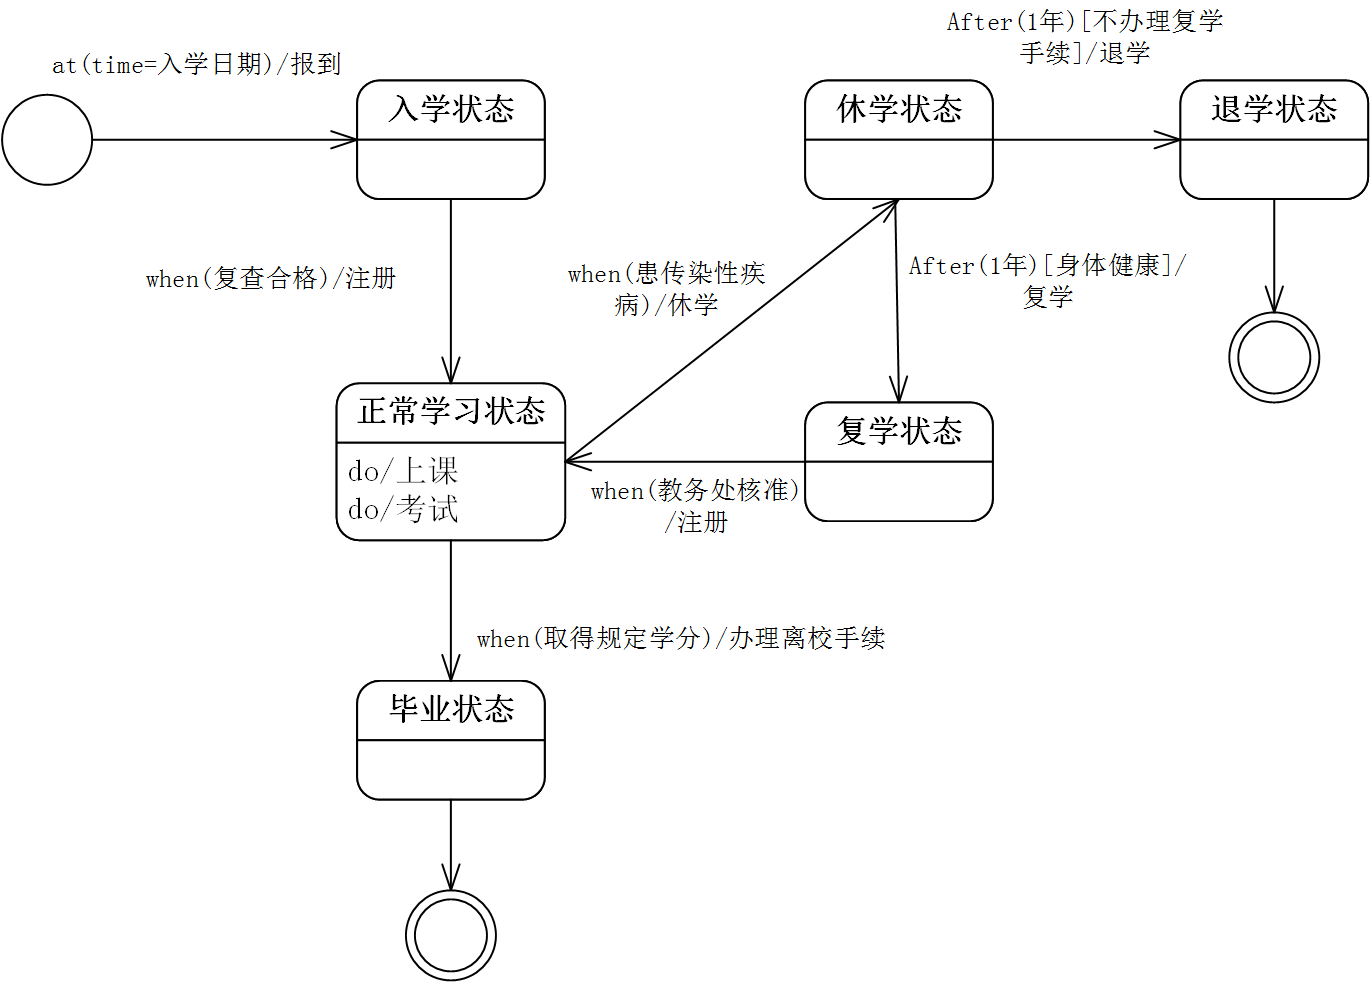 After(1年)[不办理复学
手续]/退学
at(time=入学日期)/报到
入学状态
休学状态
退学状态
when(复查合格)/注册
when(患传染性疾
病)/休学
After(1年)[身体健康]/
复学
正常学习状态
do/上课
do/考试
复学状态
when(教务处核准)
/注册
when(取得规定学分)/办理离校手续
毕业状态